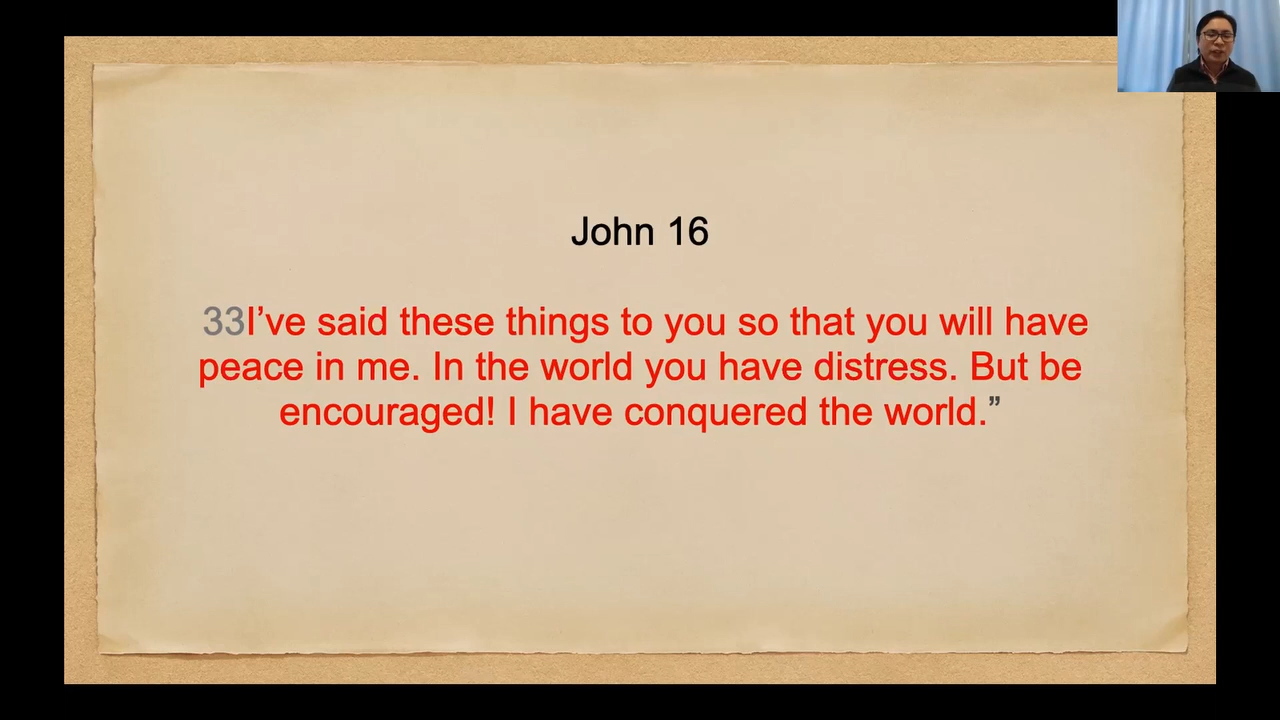 John 16
33I’ve said these things to you so that you will have
peace in me. In the world you have distress. But be
encouraged! I have conquered the world.”